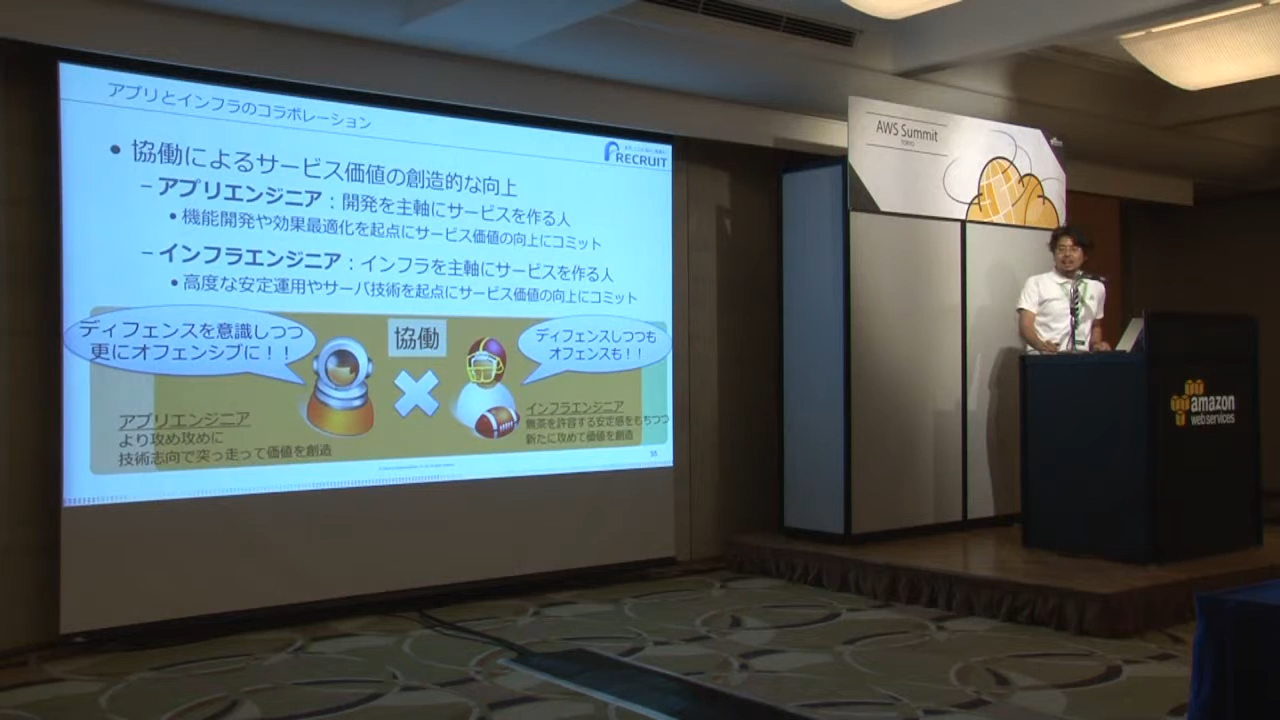 アプリとインフラのコラボレーション
RECRUIT
• 協働によるサービス価値の創造的な向上
– アプリエンジニア：開発を主軸にサービスを作る人
• 機能開発や効果最適化を起点にサービス価値の向上にコミット
– インフラエンジニア：インフラを主軸にサービスを作る人
• 高度な安定運用やサーバ技術を起点にサービス価値の向上にコミット
ディフェンスを意識しつつ
更にオフェンシブに！！
協働
ディフェンスしつつも
オフェンスも！！
アプリエンジニア
より攻め攻めに
技術志向で突っ走って価値を創造
インフラエンジニア
無茶を許容する安定感をもちつつ
新たに攻めて価値を創造
55
AWS Summit
TOKYO
amazon
web services